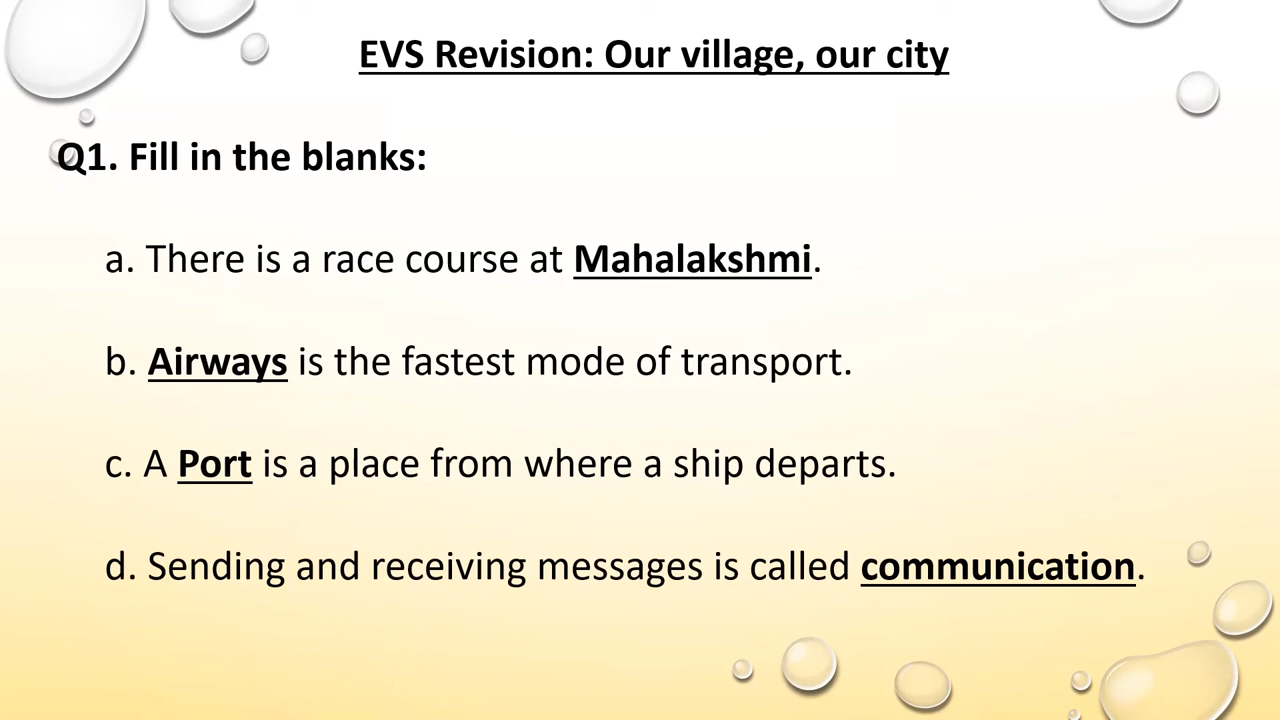 EVS Revision: Our village, our city
Q1. Fill in the blanks:
a. There is a race course at Mahalakshmi.
b. Airways is the fastest mode of transport.
c. A Port is a place from where a ship departs.
d. Sending and receiving messages is called communication.